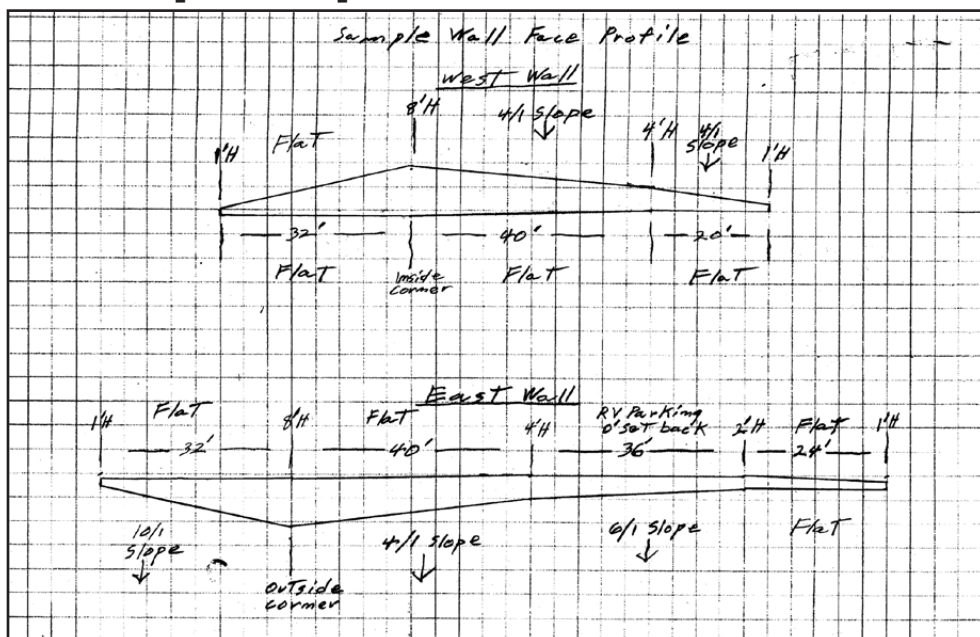 Sample Wall Face Profile
West Wall
8'H
4/1 Slope
1'H
FlaT
4'H
4/1
slope
1'H
32'
40'
20'
FlaT
inside
corner
FlaT
FlaT
East Wall
1'H
FlaT
8'H
FlaT
4'H
RV Parking
0' Set back
2'H
FlaT
1'H
32'
40'
36'
24'
10/1
slope
4/1 slope
6/1 slope
FlaT
OuTside
corner